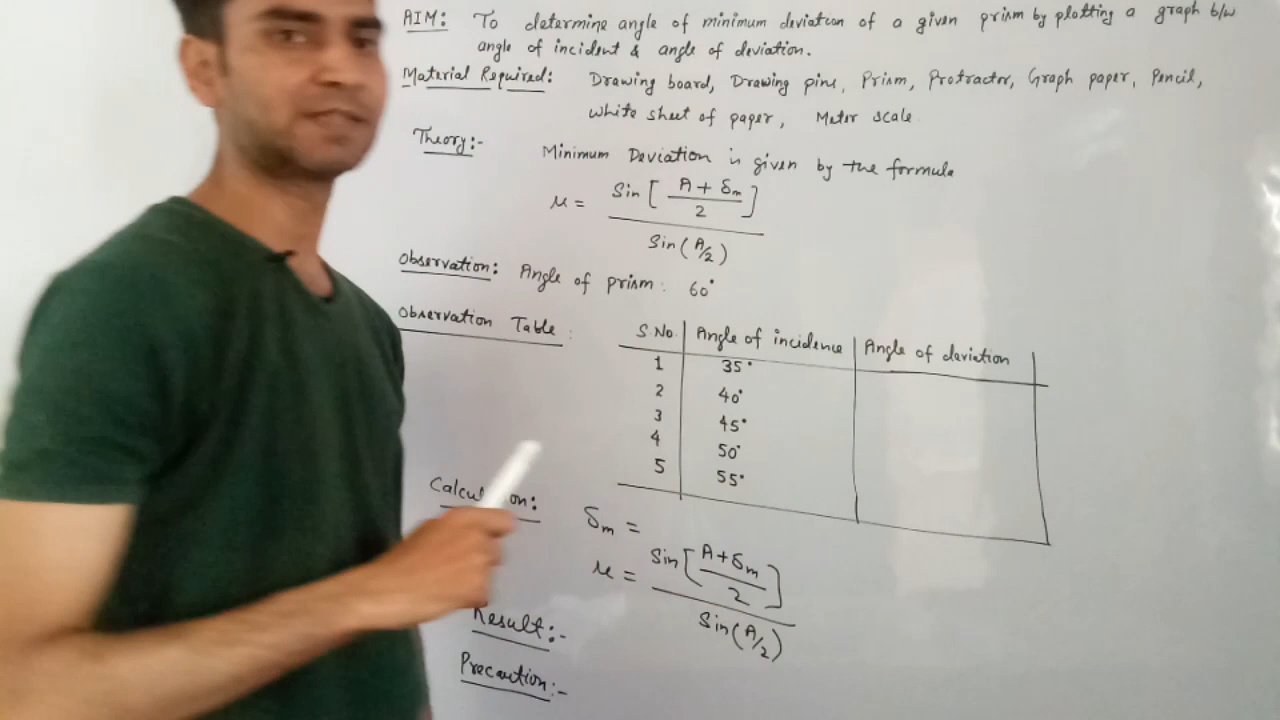 AIM: To determine angle of minimum deviation of a given prism by plotting a graph b/w
angle of incident & angle of deviation.
Material Required: Drawing board, Drawing pins, Prism, Protractor, Graph paper, Pencil,
White sheet of paper, Meter scale.
Theory:- Minimum Deviation is given by the formula
μ = Sin [ (A + δm)/2 ] / Sin(A/2)
Observation: Angle of prism: 60°
Observation Table:
S.No. Angle of incidence Angle of deviation
1 35°
2 40°
3 45°
4 50°
5 55°
δm =
μ = Sin [ (A + δm)/2 ] / Sin(A/2)
Result:-
Precaution:-